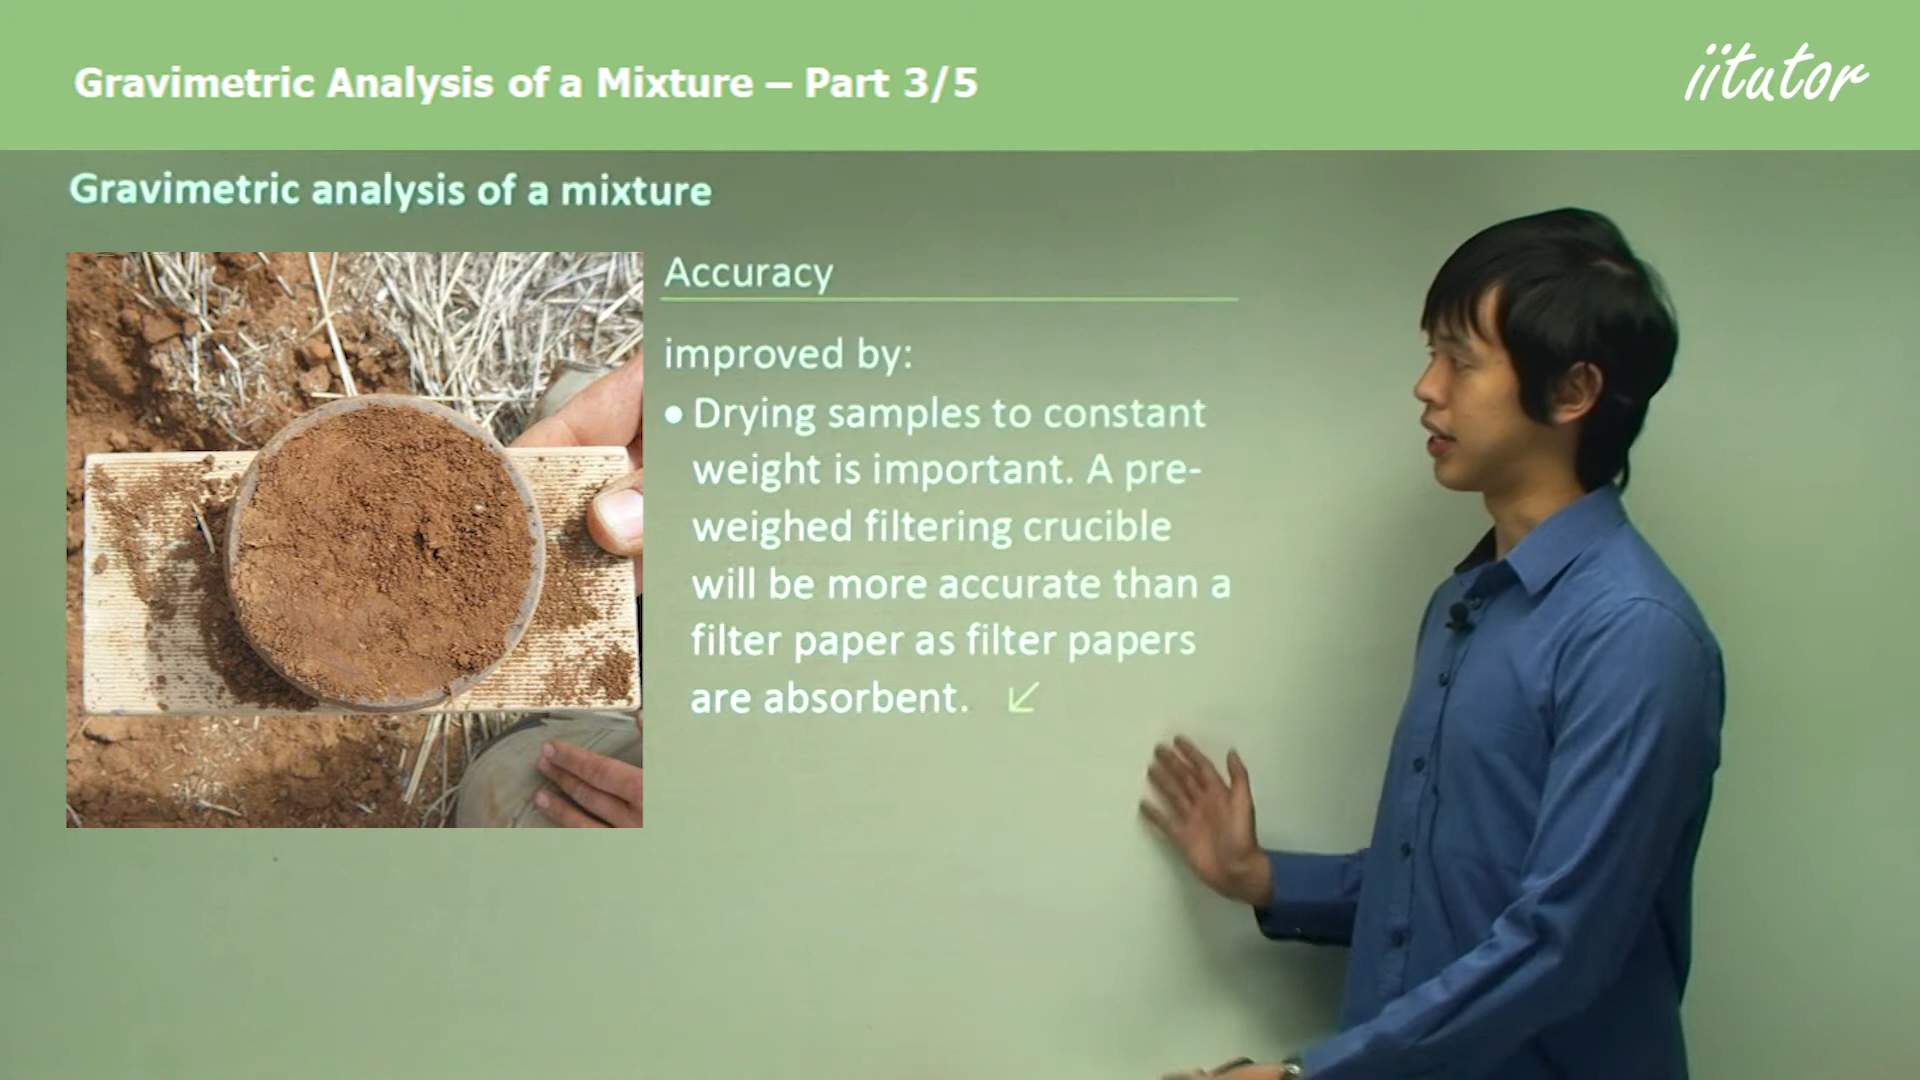 Gravimetric Analysis of a Mixture – Part 3/5
iitutor
Gravimetric analysis of a mixture
Accuracy
improved by:
• Drying samples to constant
weight is important. A pre-
weighed filtering crucible
will be more accurate than a
filter paper as filter papers
are absorbent.